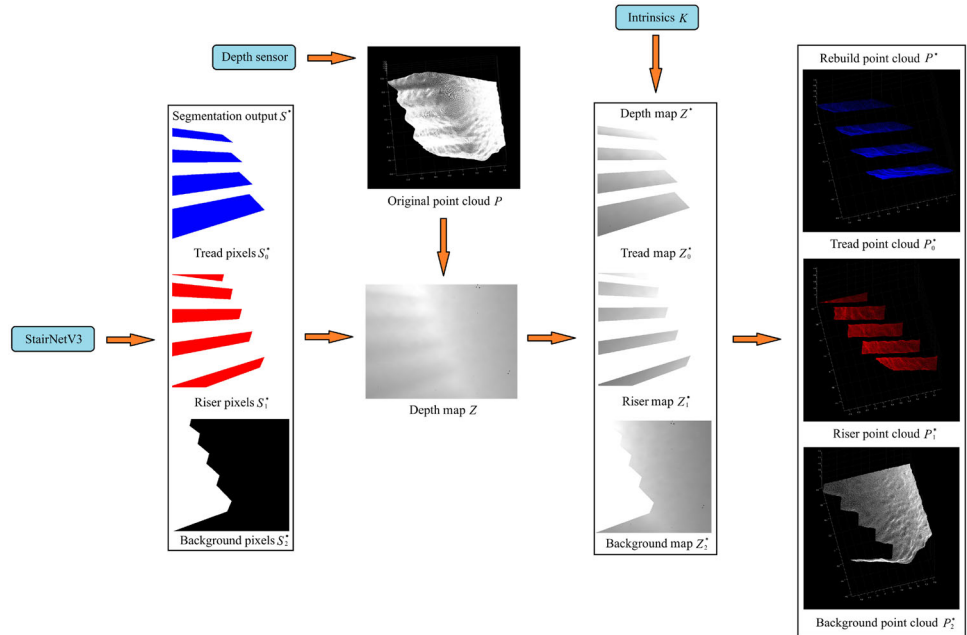 Intrinsics K
Depth sensor
Rebuild point cloud P*
Segmentation output S*
Depth map Z*
Original point cloud P
Tread pixels S₀*
Tread map Z₀*
Tread point cloud P₀*
StairNetV3
Riser pixels S₁*
Depth map Z
Riser map Z₁*
Riser point cloud P₁*
Background pixels S₂*
Background map Z₂*
Background point cloud P₂*